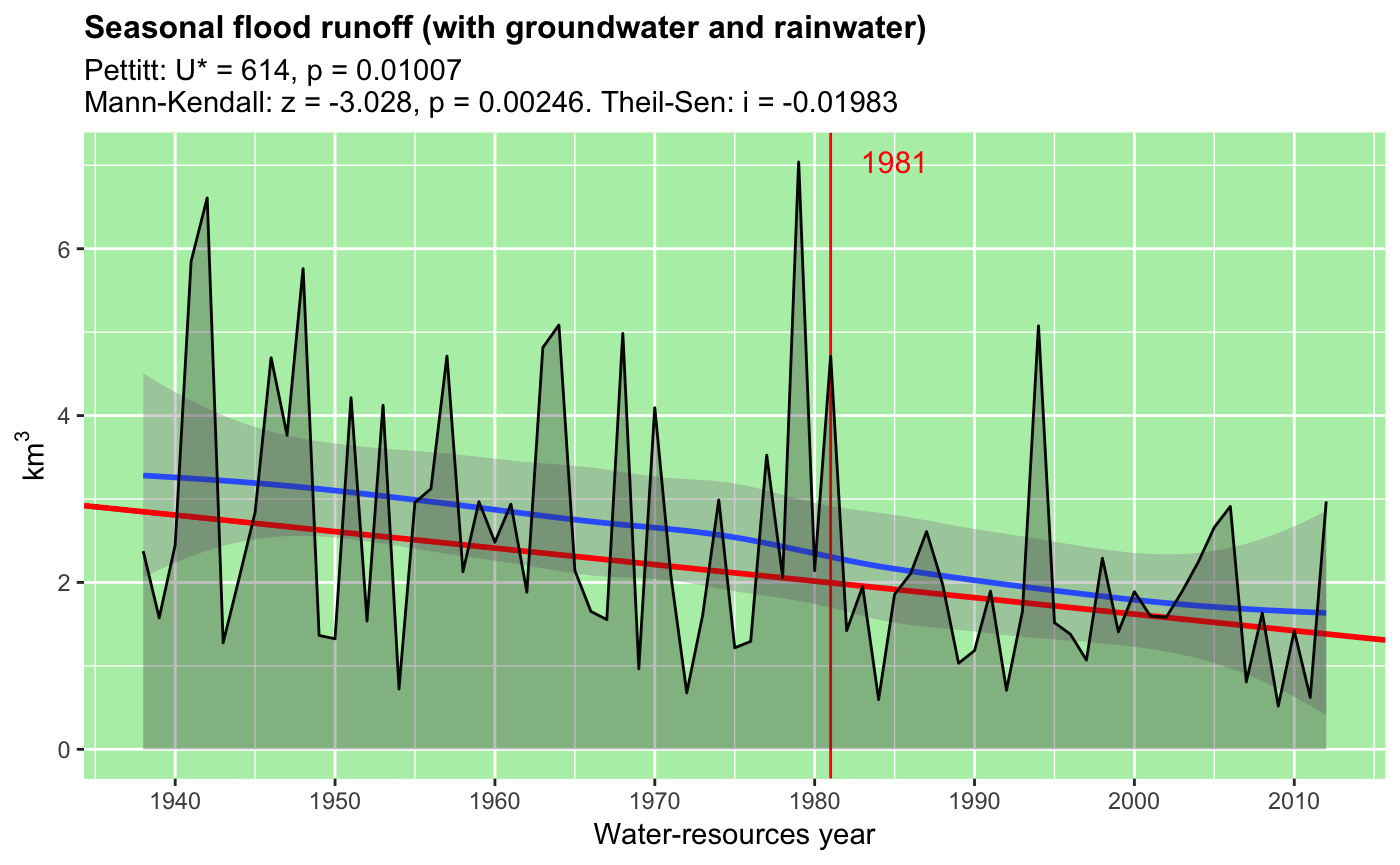 Seasonal flood runoff (with groundwater and rainwater)
Pettitt: U* = 614, p = 0.01007
Mann-Kendall: z = -3.028, p = 0.00246. Theil-Sen: i = -0.01983
1981
6
4
2
0
km³
1940 1950 1960 1970 1980 1990 2000 2010
Water-resources year